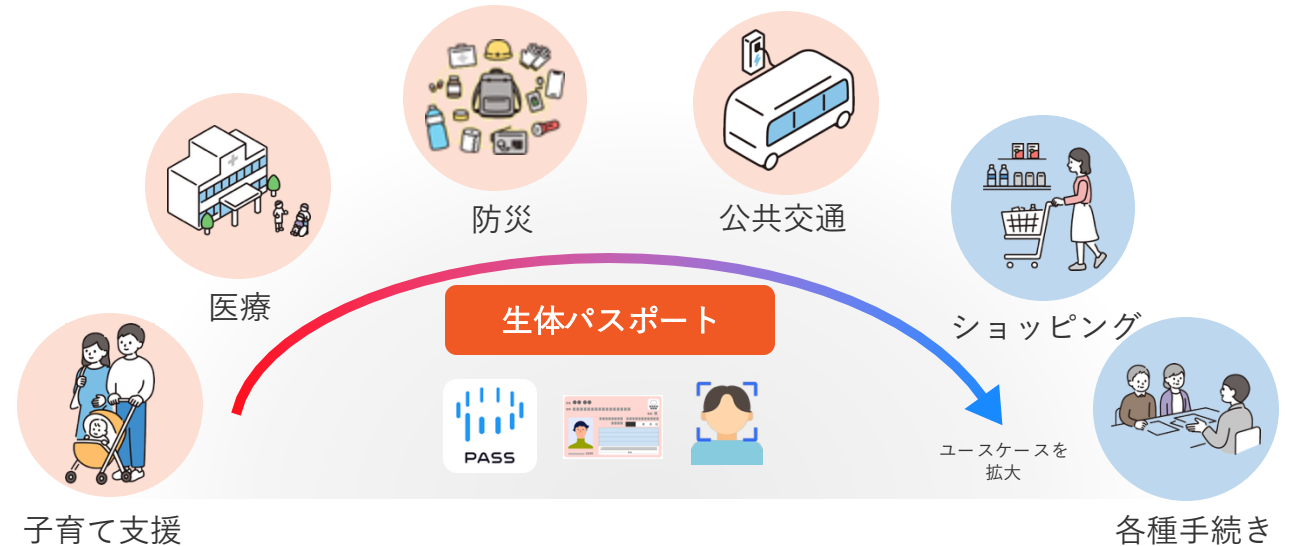 防災
公共交通
医療
ショッピング
生体パスポート
PASS
ユースケースを
拡大
子育て支援
各種手続き